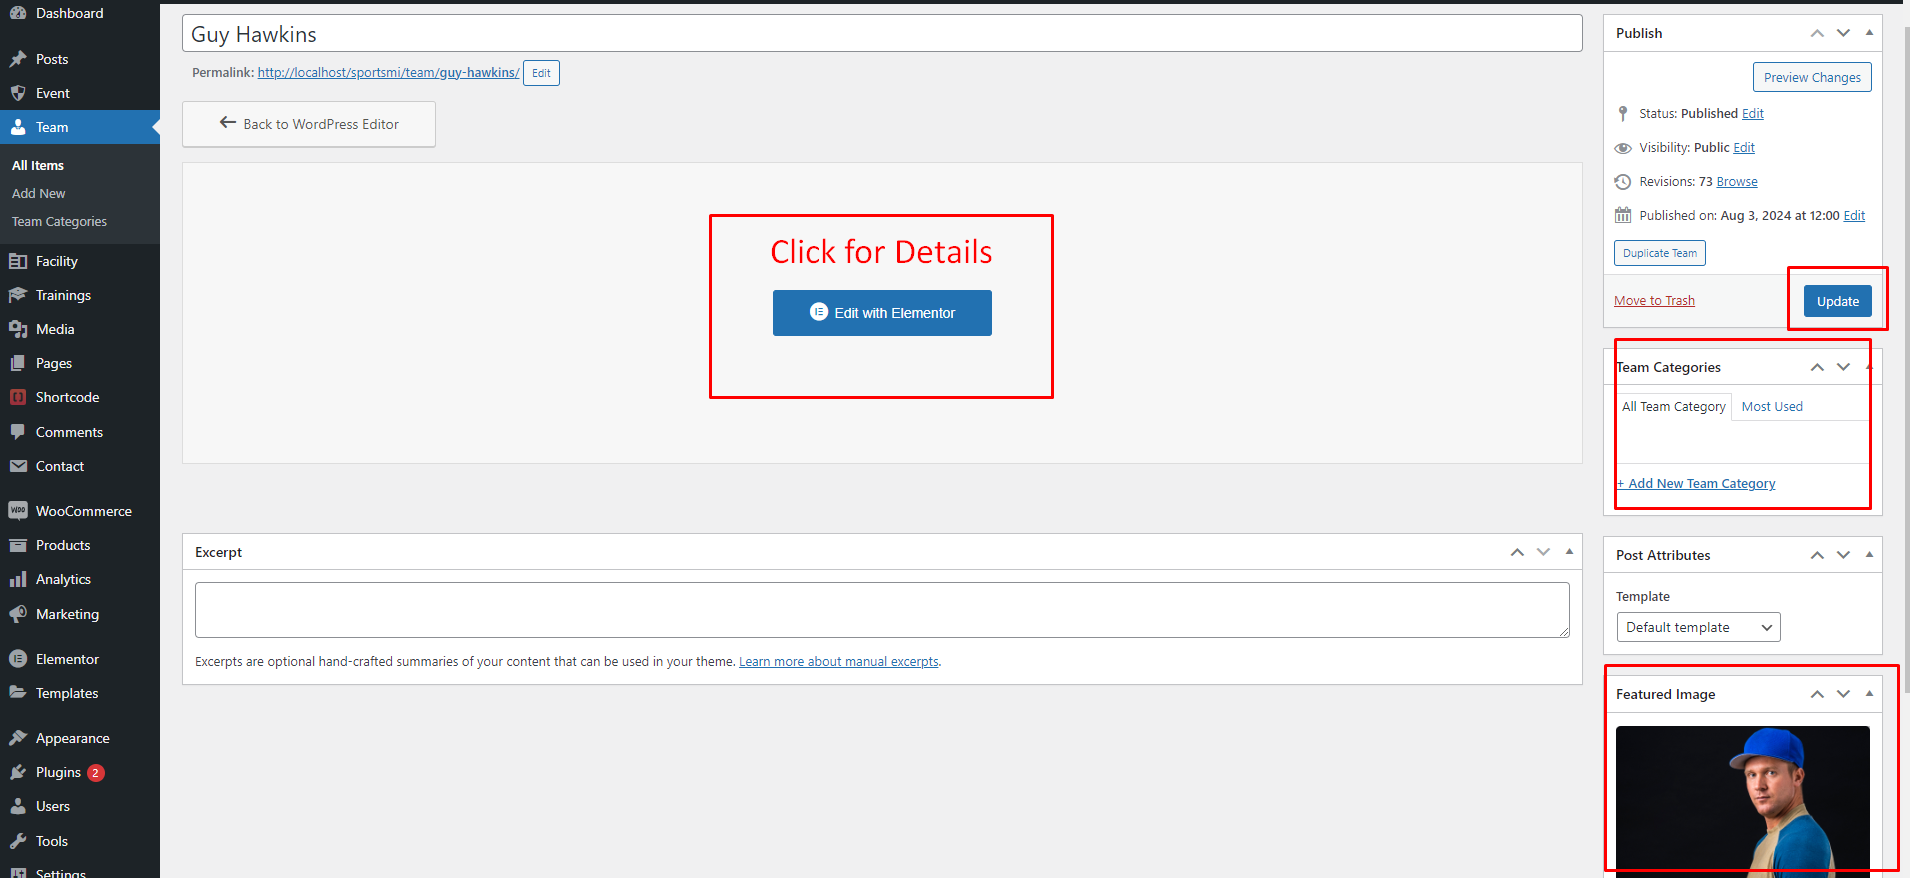 Dashboard
Posts
Event
Team
All Items
Add New
Team Categories
Facility
Trainings
Media
Pages
Shortcode
Comments
Contact
WooCommerce
Products
Analytics
Marketing
Elementor
Templates
Appearance
Plugins 2
Users
Tools
Settings
Guy Hawkins
Permalink: http://localhost/sportsmi/team/guy-hawkins/ Edit
Back to WordPress Editor
Click for Details
Edit with Elementor
Excerpt
Excerpts are optional hand-crafted summaries of your content that can be used in your theme. Learn more about manual excerpts.
Publish
Preview Changes
Status: Published Edit
Visibility: Public Edit
Revisions: 73 Browse
Published on: Aug 3, 2024 at 12:00 Edit
Duplicate Team
Move to Trash Update
Team Categories
All Team Category Most Used
+ Add New Team Category
Post Attributes
Template
Default template
Featured Image